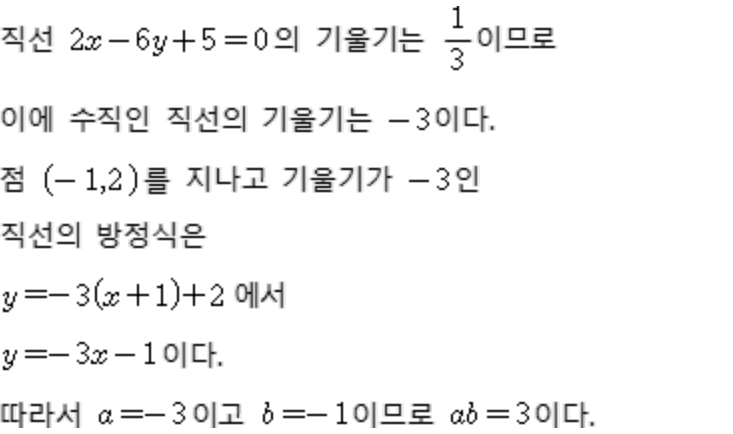 직선 2x-6y+5=0의 기울기는 1/3이므로
이에 수직인 직선의 기울기는 -3이다.
점 (-1,2)를 지나고 기울기가 -3인
직선의 방정식은
y=-3(x+1)+2 에서
y=-3x-1이다.
따라서 a=-3이고 b=-1이므로 ab=3이다.